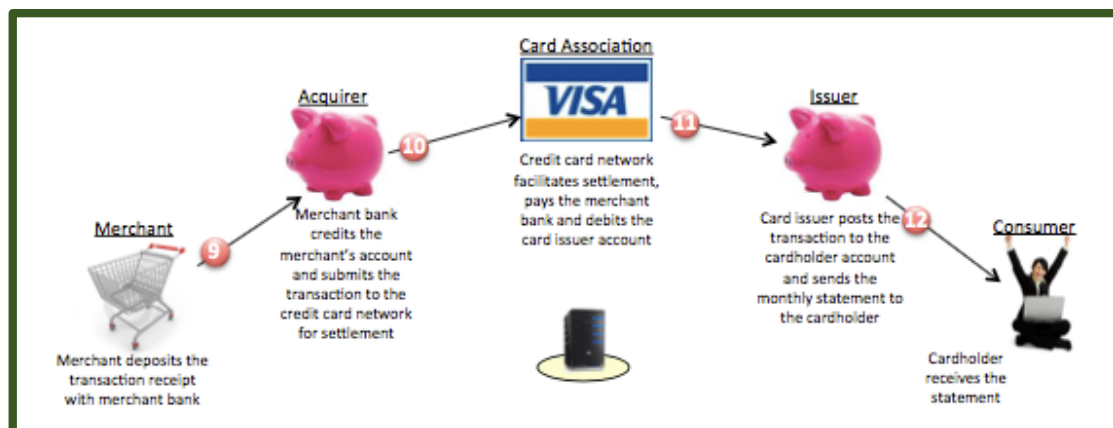 Card Association
VISA
Acquirer
Issuer
10
11
Credit card network
facilitates settlement,
pays the merchant
bank and debits the
card issuer account
Merchant bank
credits the
merchant's account
and submits the
transaction to the
credit card network
for settlement
Card issuer posts the
transaction to the
cardholder account
and sends the
monthly statement to
the cardholder
12
Merchant
9
Consumer
Merchant deposits the
transaction receipt
with merchant bank
Cardholder
receives the
statement